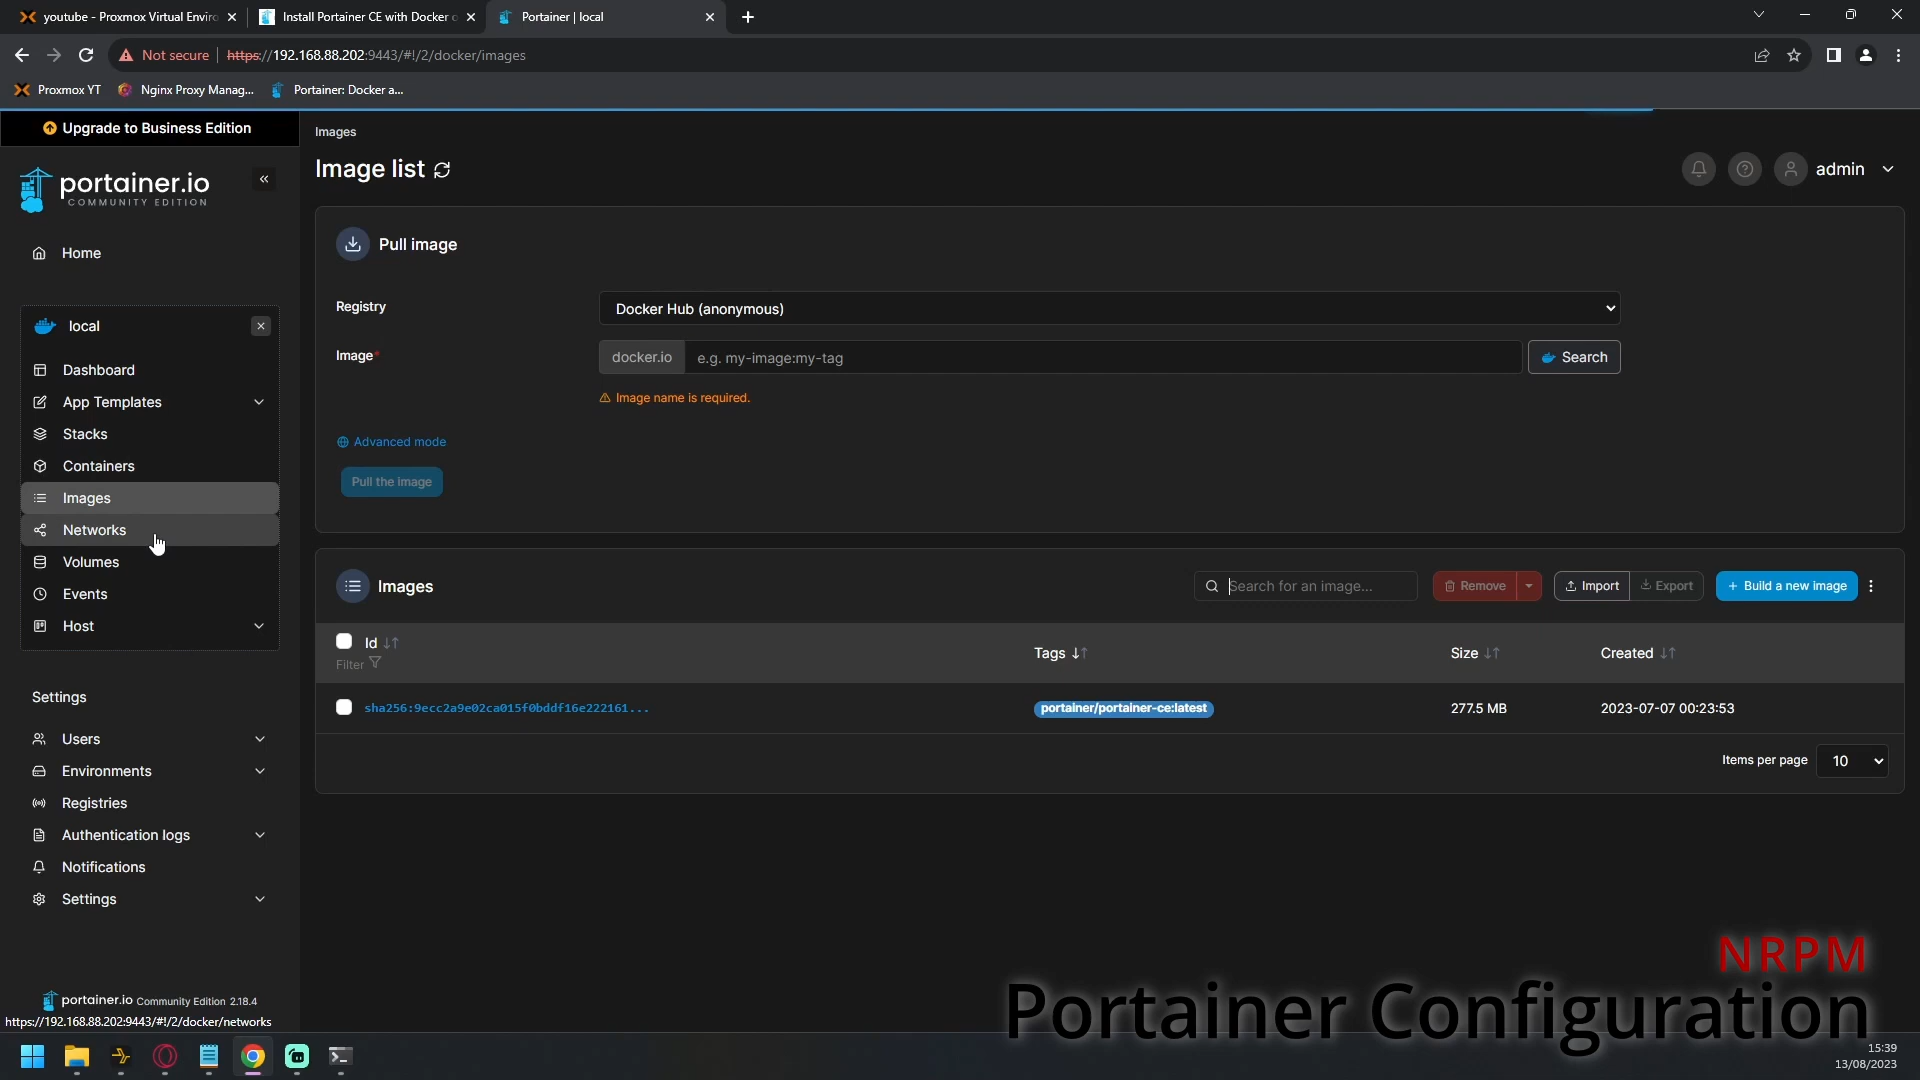 youtube - Proxmox Virtual Enviro
Install Portainer CE with Docker o
Portainer | local
Not secure
https://192.168.88.202:9443/#!/2/docker/images
Proxmox YT
Nginx Proxy Manag...
Portainer: Docker a...
Upgrade to Business Edition
portainer.io
COMMUNITY EDITION
Home
local
Dashboard
App Templates
Stacks
Containers
Images
Networks
Volumes
Events
Host
Settings
Users
Environments
Registries
Authentication logs
Notifications
Settings
portainer.io Community Edition 2.18.4
https://192.168.88.202:9443/#!/2/docker/networks
Images
Image list
admin
Pull image
Registry
Docker Hub (anonymous)
Image*
docker.io
e.g. my-image:my-tag
Search
Image name is required.
Advanced mode
Pull the image
Images
Search for an image...
Remove
Import
Export
+ Build a new image
Id
Filter
Tags
Size
Created
sha256:9ecc2a9e02ca015f0bddf16e222161...
portainer/portainer-ce:latest
277.5 MB
2023-07-07 00:23:53
Items per page
10
NRPM
Portainer Configuration
15:39
13/08/2023